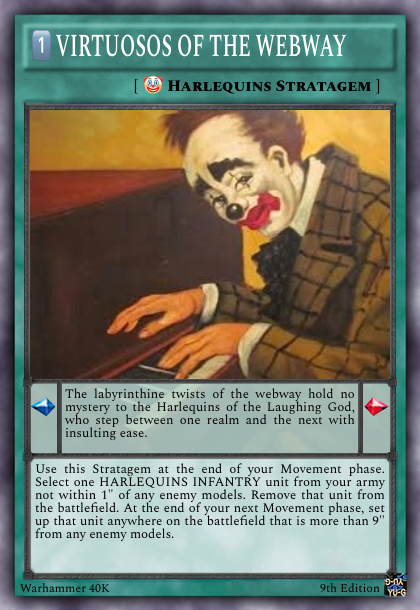 1 VIRTUOSOS OF THE WEBWAY
[ 🤡 HARLEQUINS STRATAGEM ]
The labyrinthine twists of the webway hold no
mystery to the Harlequins of the Laughing God,
who step between one realm and the next with
insulting ease.
Use this Stratagem at the end of your Movement phase.
Select one HARLEQUINS INFANTRY unit from your army
not within 1" of any enemy models. Remove that unit from
the battlefield. At the end of your next Movement phase, set
up that unit anywhere on the battlefield that is more than 9"
from any enemy models.
Warhammer 40K
9th Edition